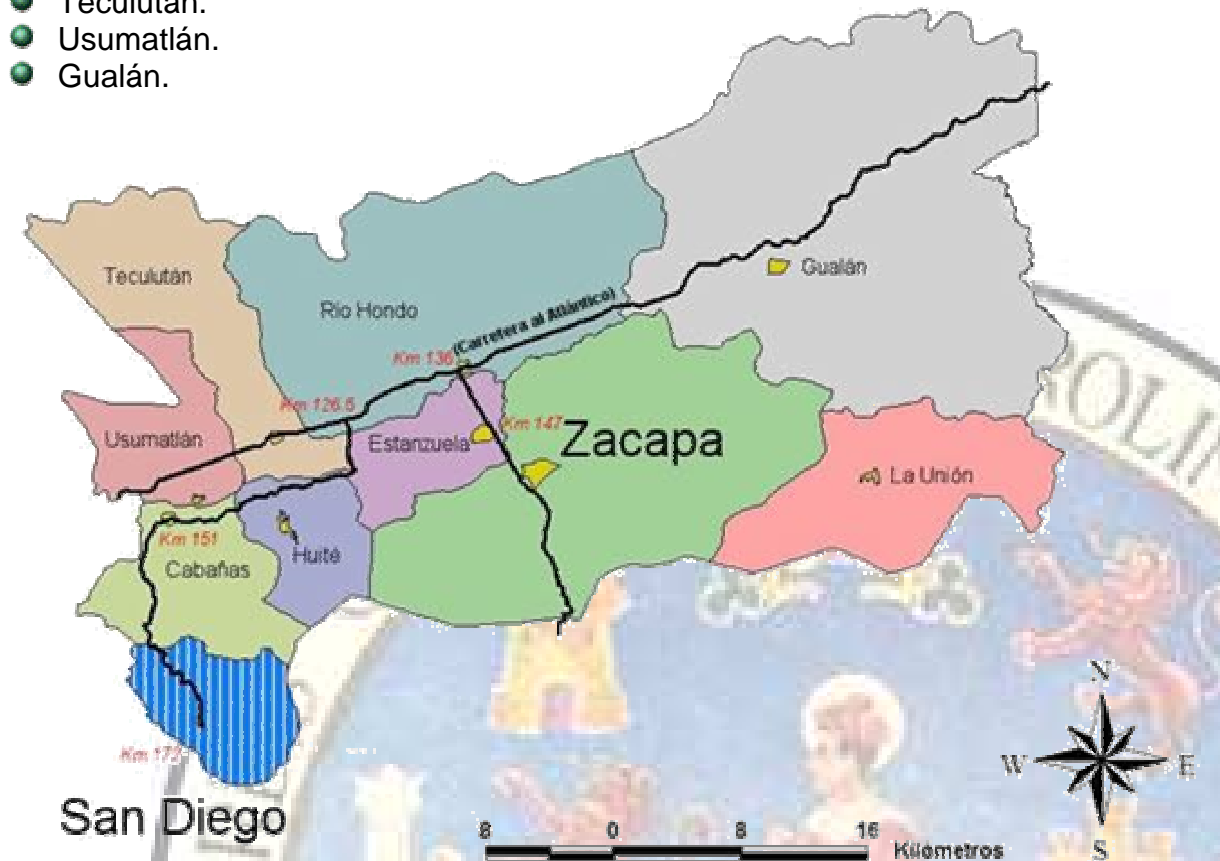 Teculután.
Usumatlán.
Gualán.
Teculután
Gualán
Río Hondo
(Carretera al Atlántico)
Km 136
Km 126.5
Usumatlán
Estanzuela
Km 147
Zacapa
La Unión
Km 151
Cabañas
Huité
Km 172
San Diego
N
W
E
S
8
0
8
16
Kilómetros